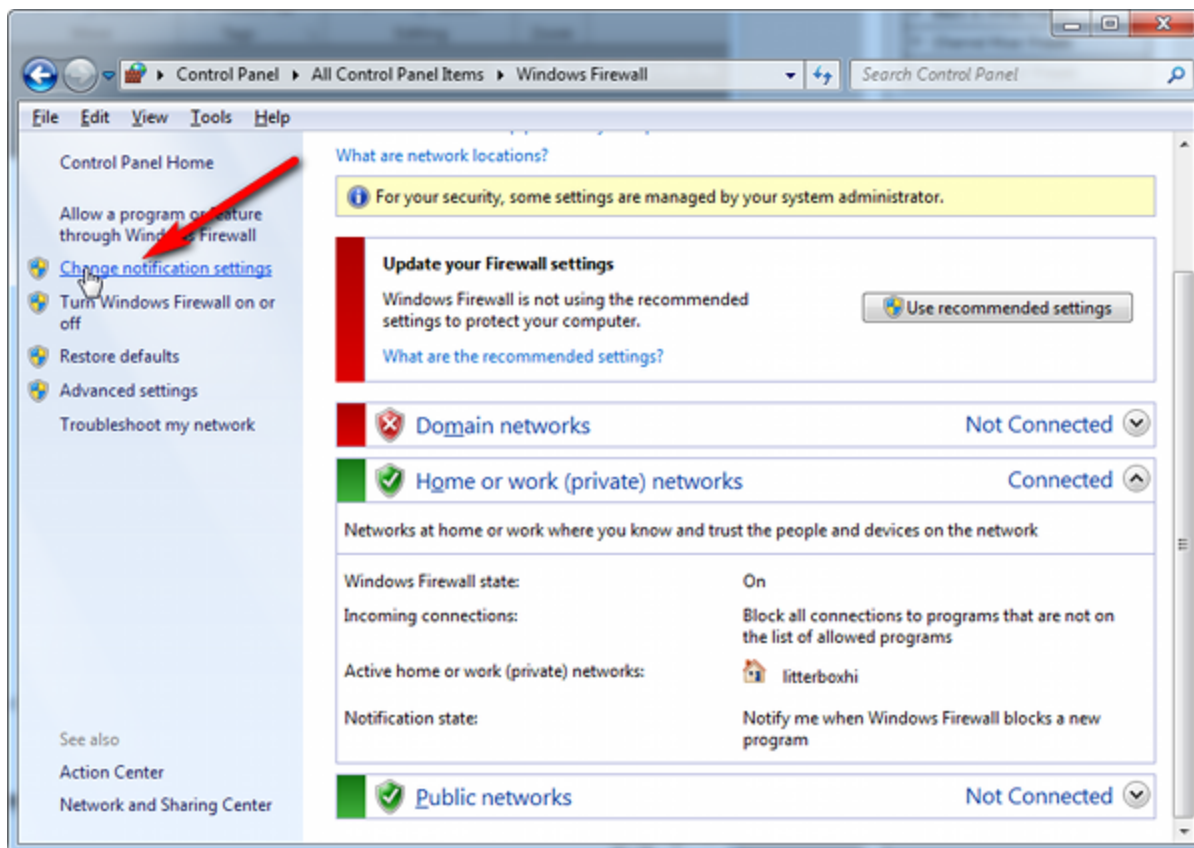 Control Panel ▸ All Control Panel Items ▸ Windows Firewall
Search Control Panel
File Edit View Tools Help
Control Panel Home
Allow a program or feature
through Windows Firewall
Change notification settings
Turn Windows Firewall on or
off
Restore defaults
Advanced settings
Troubleshoot my network
See also
Action Center
Network and Sharing Center
What are network locations?
For your security, some settings are managed by your system administrator.
Update your Firewall settings
Windows Firewall is not using the recommended
settings to protect your computer.
Use recommended settings
What are the recommended settings?
Domain networks Not Connected
Home or work (private) networks Connected
Networks at home or work where you know and trust the people and devices on the network
Windows Firewall state: On
Incoming connections: Block all connections to programs that are not on
the list of allowed programs
Active home or work (private) networks: litterboxhi
Notification state: Notify me when Windows Firewall blocks a new
program
Public networks Not Connected